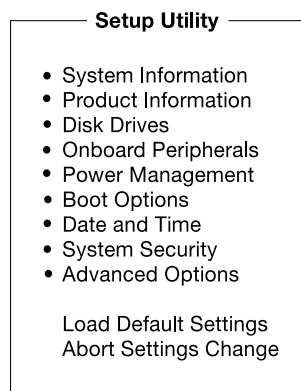 Setup Utility
• System Information
• Product Information
• Disk Drives
• Onboard Peripherals
• Power Management
• Boot Options
• Date and Time
• System Security
• Advanced Options
Load Default Settings
Abort Settings Change